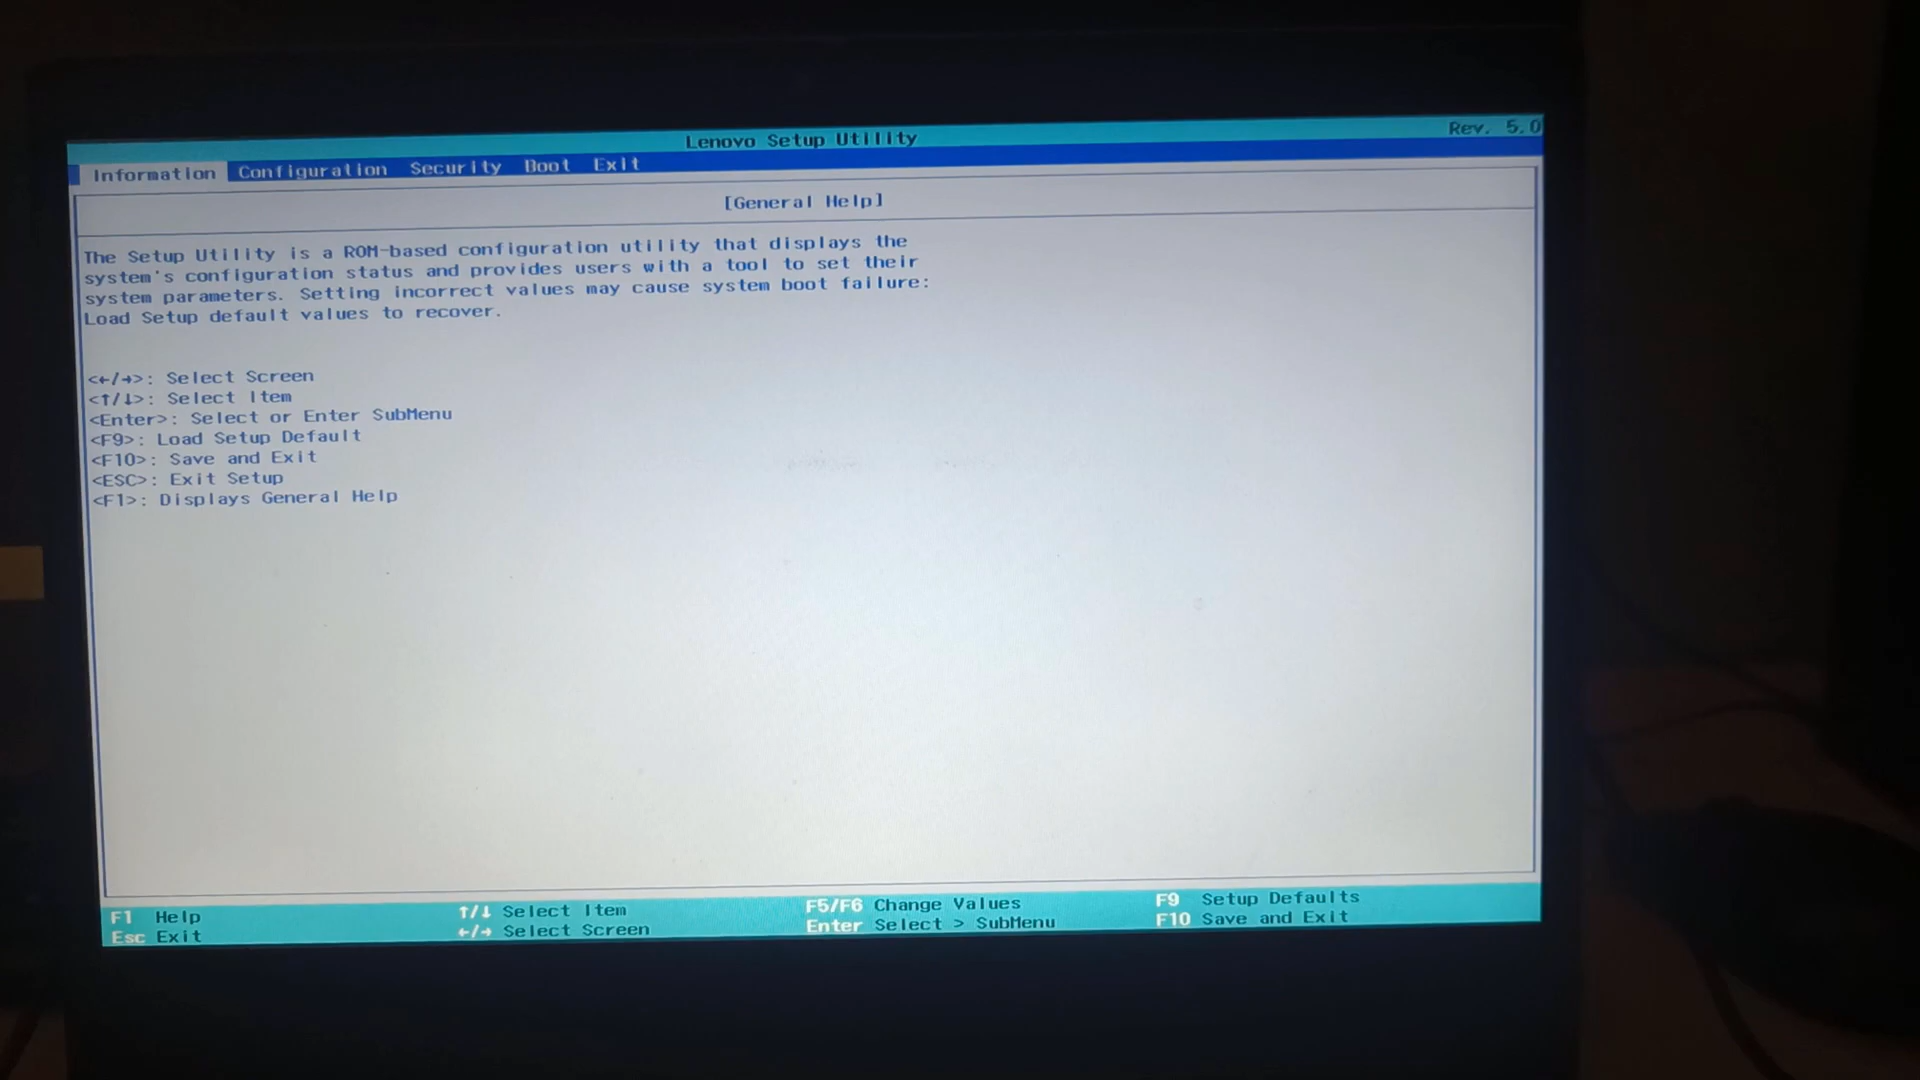 Lenovo Setup Utility
Rev. 5.0
Information Configuration Security Boot Exit
[General Help]
The Setup Utility is a ROM-based configuration utility that displays the
system's configuration status and provides users with a tool to set their
system parameters. Setting incorrect values may cause system boot failure:
Load Setup default values to recover.
<←/→>: Select Screen
<↑/↓>: Select Item
<Enter>: Select or Enter SubMenu
<F9>: Load Setup Default
<F10>: Save and Exit
<ESC>: Exit Setup
<F1>: Displays General Help
F1 Help ↑/↓ Select Item F5/F6 Change Values F9 Setup Defaults
Esc Exit ←/→ Select Screen Enter Select > SubMenu F10 Save and Exit